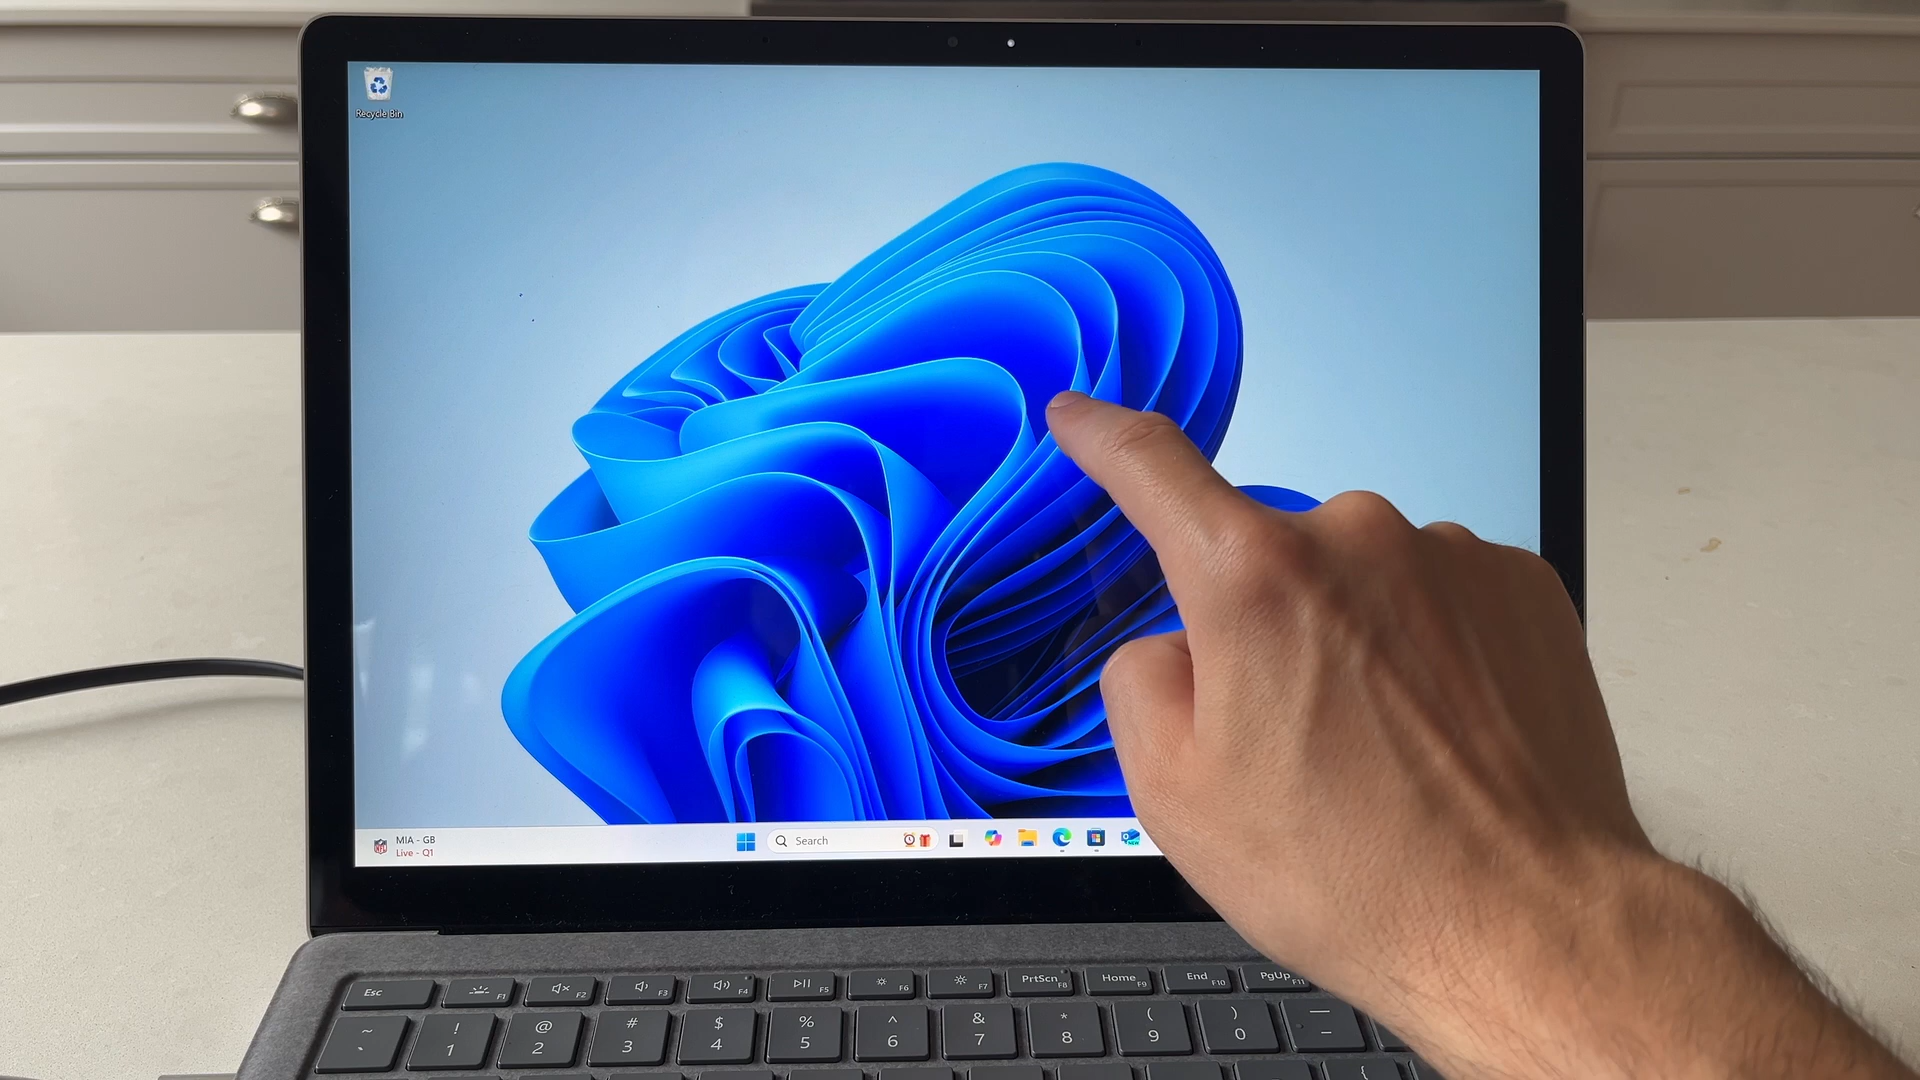 Recycle Bin
MIA - GB
Live - Q1
Search
NEW
Esc
F1
F2
F3
F4
F5
F6
F7
PrtScn F8
Home F9
End F10
PgUp F11
~ `
! 1
@ 2
# 3
$ 4
% 5
^ 6
& 7
* 8
( 9
) 0
— –
{